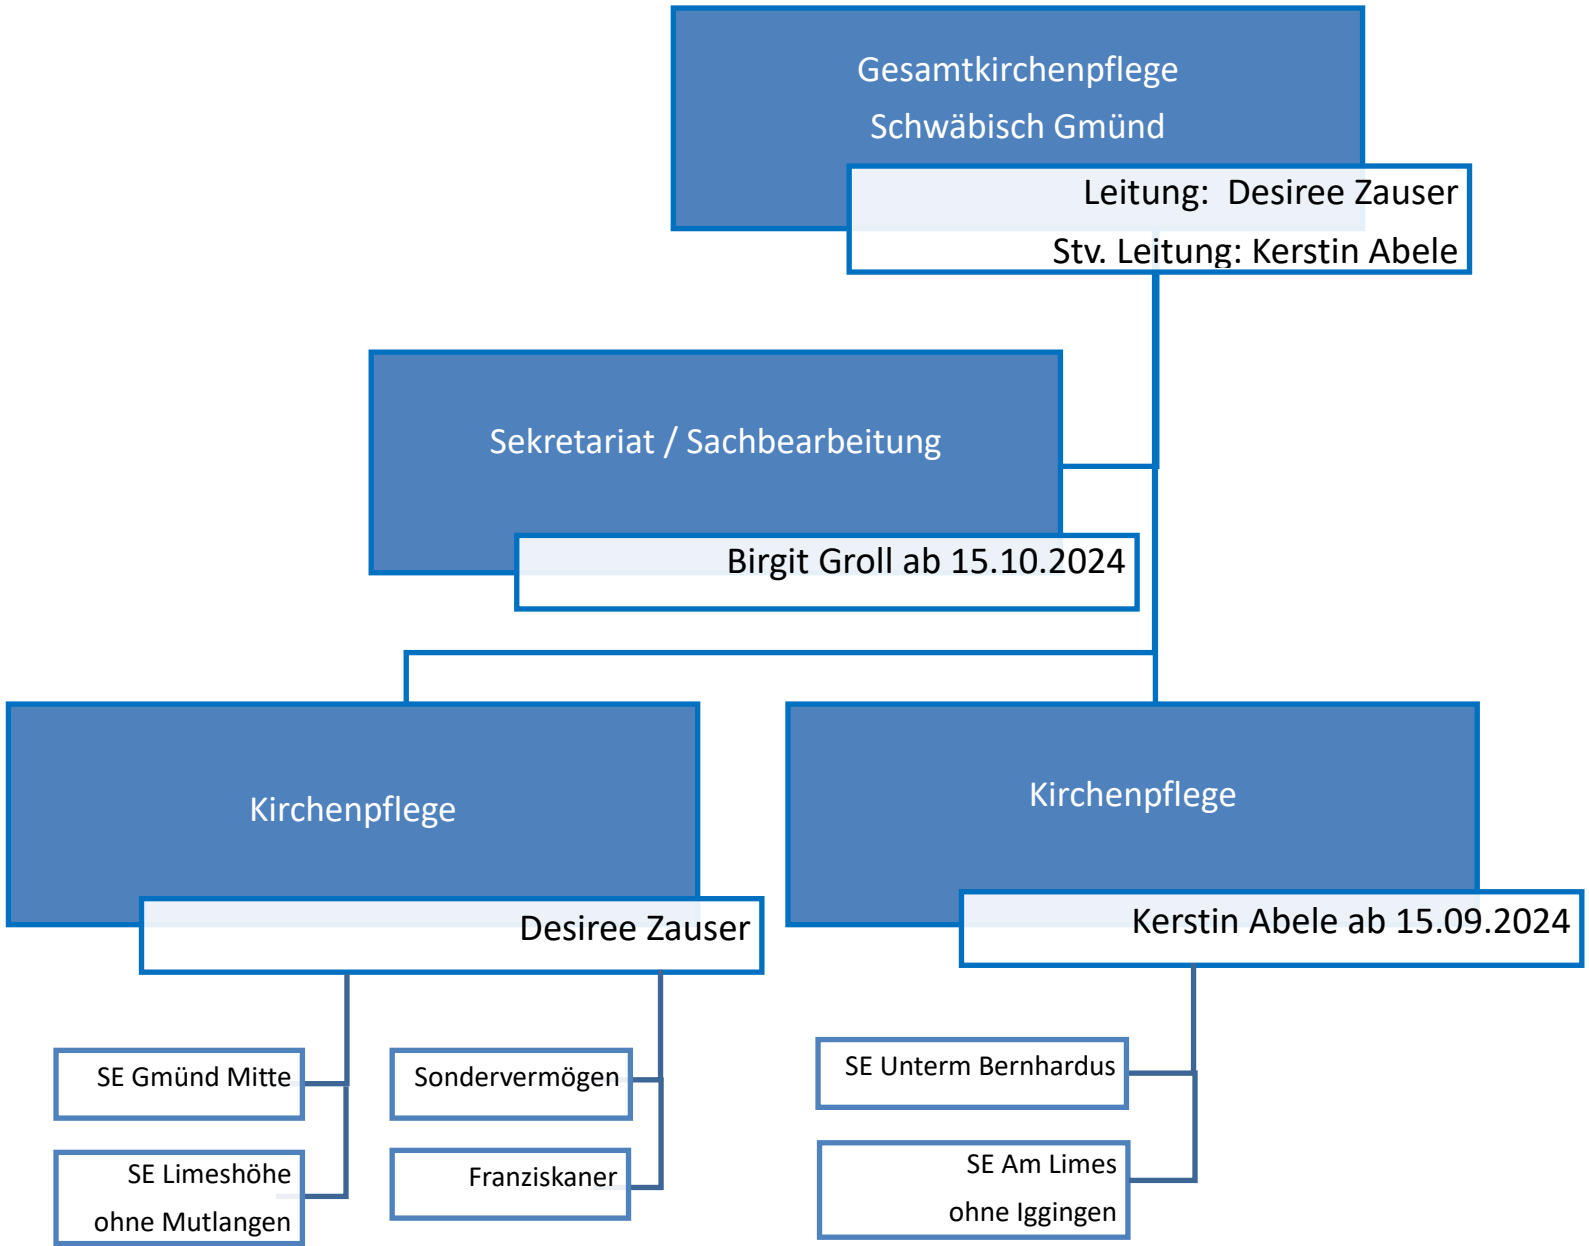 Gesamtkirchenpflege
Schwäbisch Gmünd
Leitung:  Desiree Zauser
Stv. Leitung: Kerstin Abele
Sekretariat / Sachbearbeitung
Birgit Groll ab 15.10.2024
Kirchenpflege
Desiree Zauser
Kirchenpflege
Kerstin Abele ab 15.09.2024
SE Gmünd Mitte
SE Limeshöhe
ohne Mutlangen
Sondervermögen
Franziskaner
SE Unterm Bernhardus
SE Am Limes
ohne Iggingen